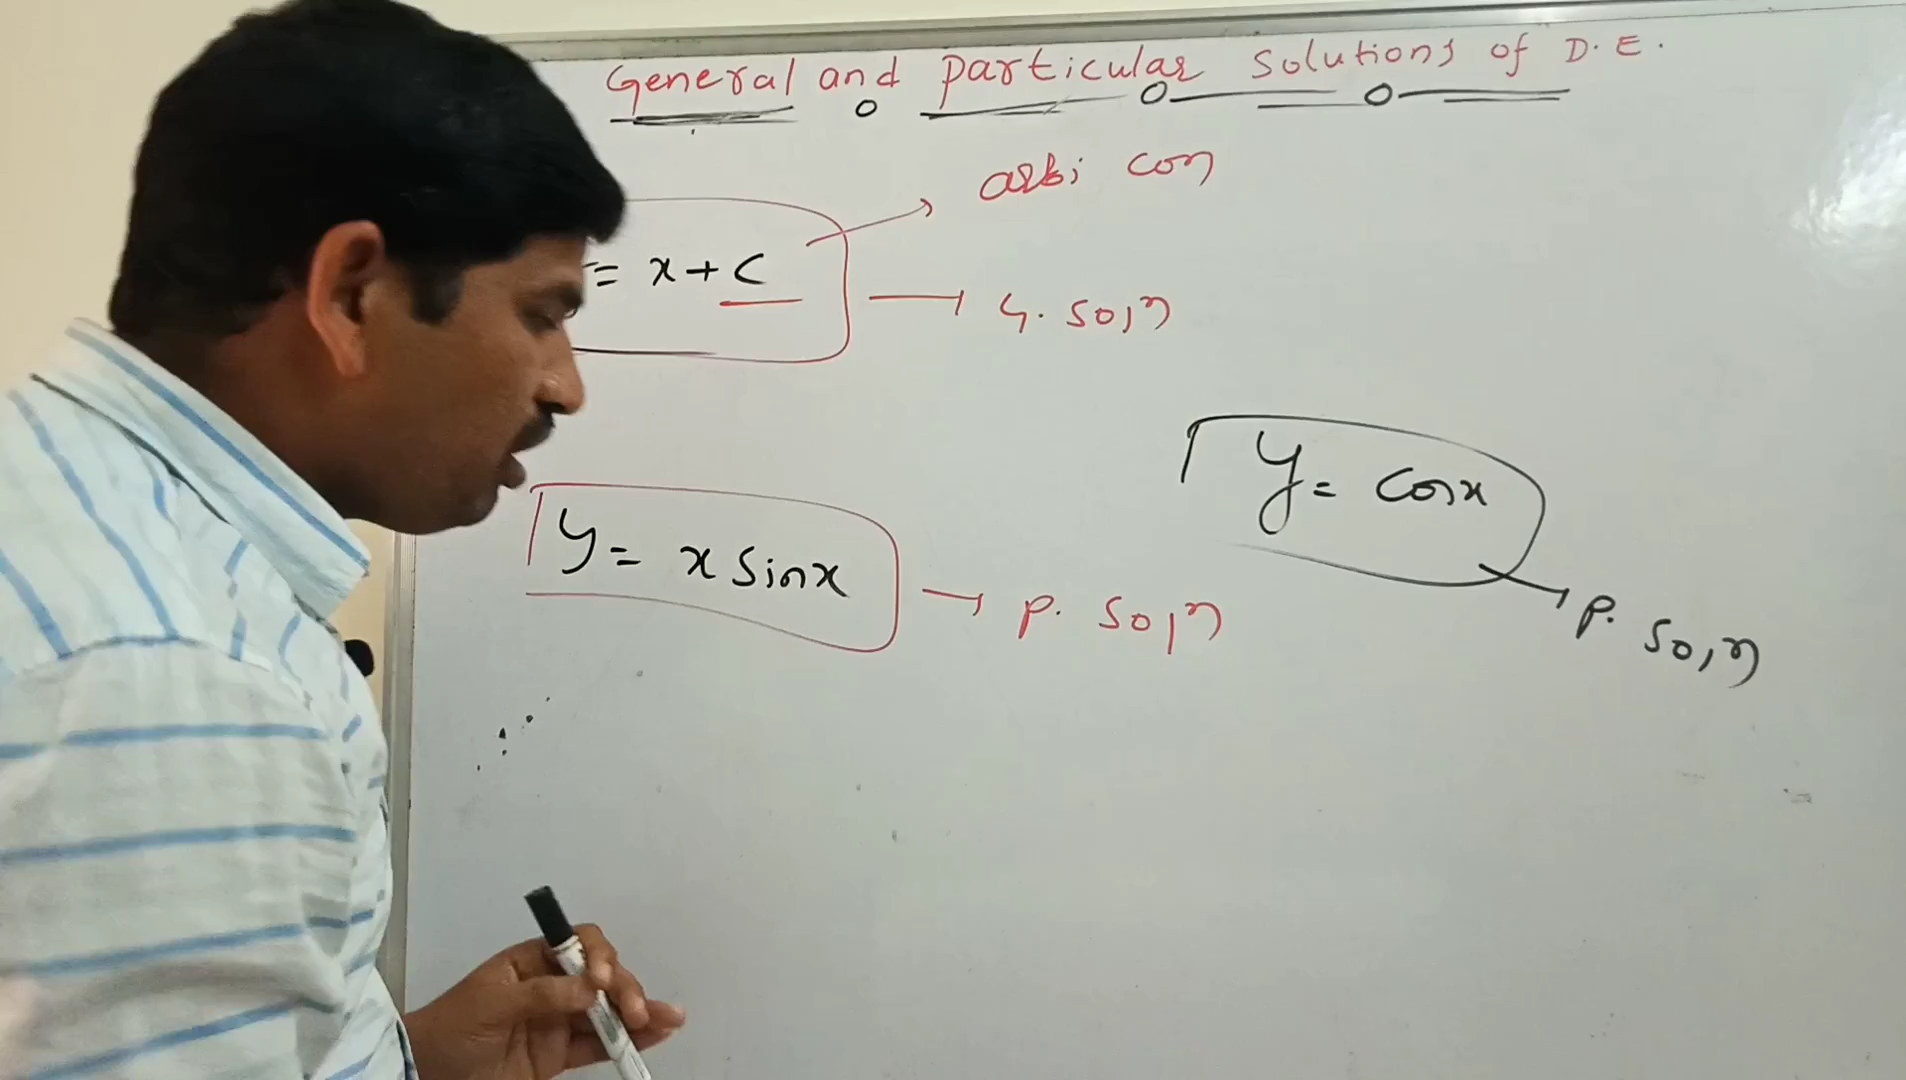 General and particular solutions of D.E.
arbi con
= x + c
G. Soln
y = cosx
y = x sinx
P. Soln
P. Soln